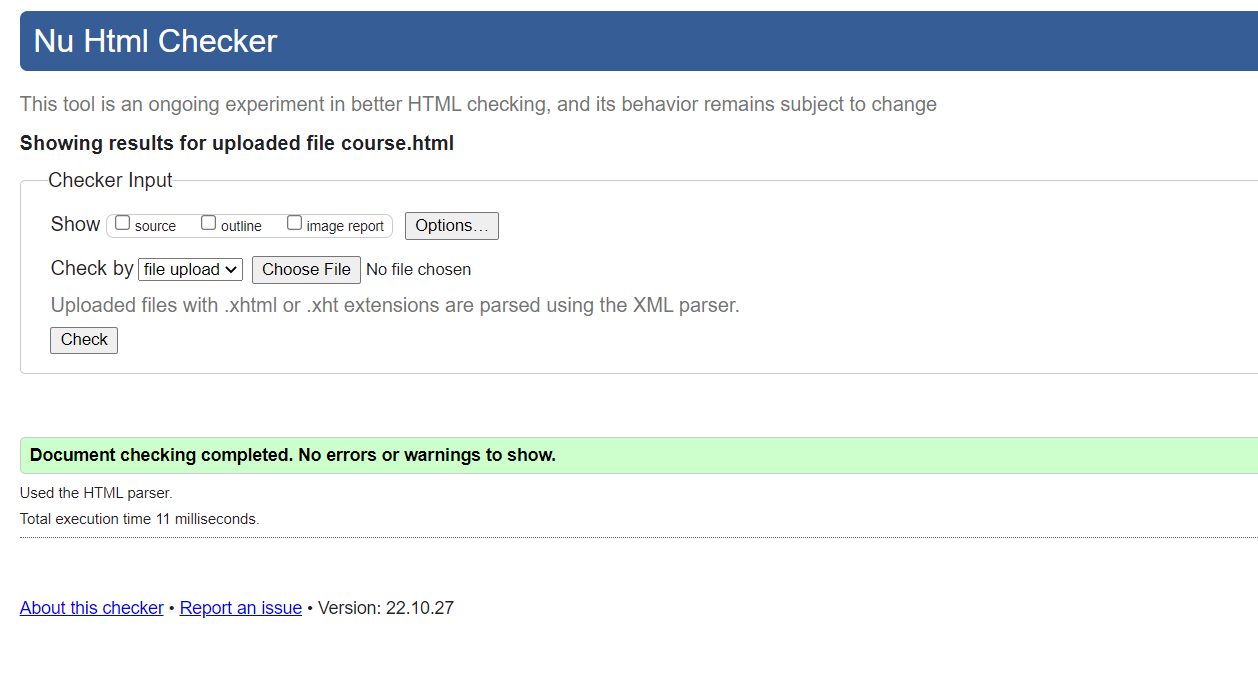 Nu Html Checker
This tool is an ongoing experiment in better HTML checking, and its behavior remains subject to change
Showing results for uploaded file course.html
Checker Input
Show source outline image report Options…
Check by file upload Choose File No file chosen
Uploaded files with .xhtml or .xht extensions are parsed using the XML parser.
Check
Document checking completed. No errors or warnings to show.
Used the HTML parser.
Total execution time 11 milliseconds.
About this checker • Report an issue • Version: 22.10.27